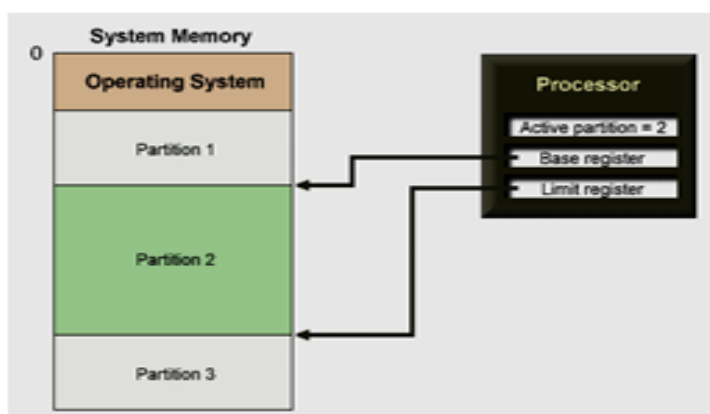 System Memory
0
Operating System
Partition 1
Partition 2
Partition 3
Processor
Active partition = 2
Base register
Limit register